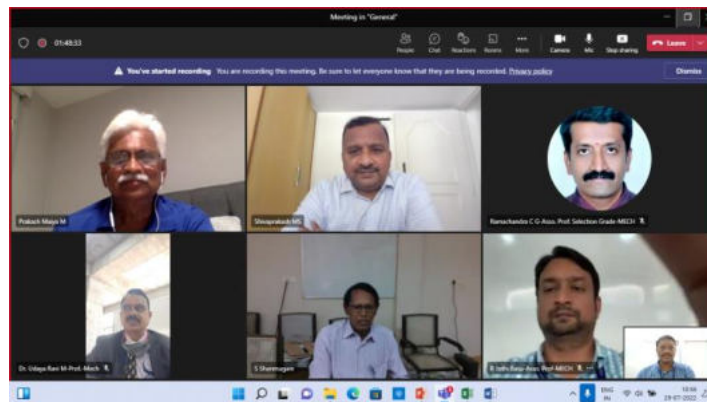 Meeting in "General"
01:48:33
People
Chat
Reactions
Rooms
More
Camera
Mic
Stop sharing
Leave
You've started recording You are recording this meeting. Be sure to let everyone know that they are being recorded. Privacy policy
Dismiss
Prakash Maiya M
Shivaprakash MS
Ramachandra C G-Asso. Prof. Selection Grade-MECH
Dr. Udaya Ravi M-Prof.-Mech
S Shanmugam
Prof-MECH
ENG
IN